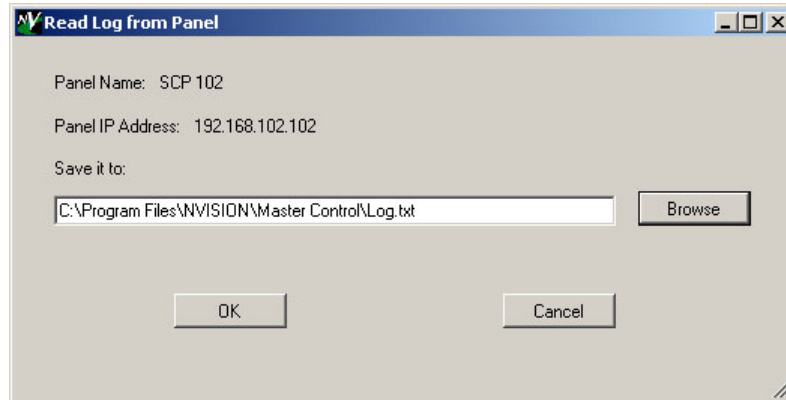 NV Read Log from Panel
Panel Name: SCP 102
Panel IP Address: 192.168.102.102
Save it to:
C:\Program Files\NVISION\Master Control\Log.txt Browse
OK Cancel